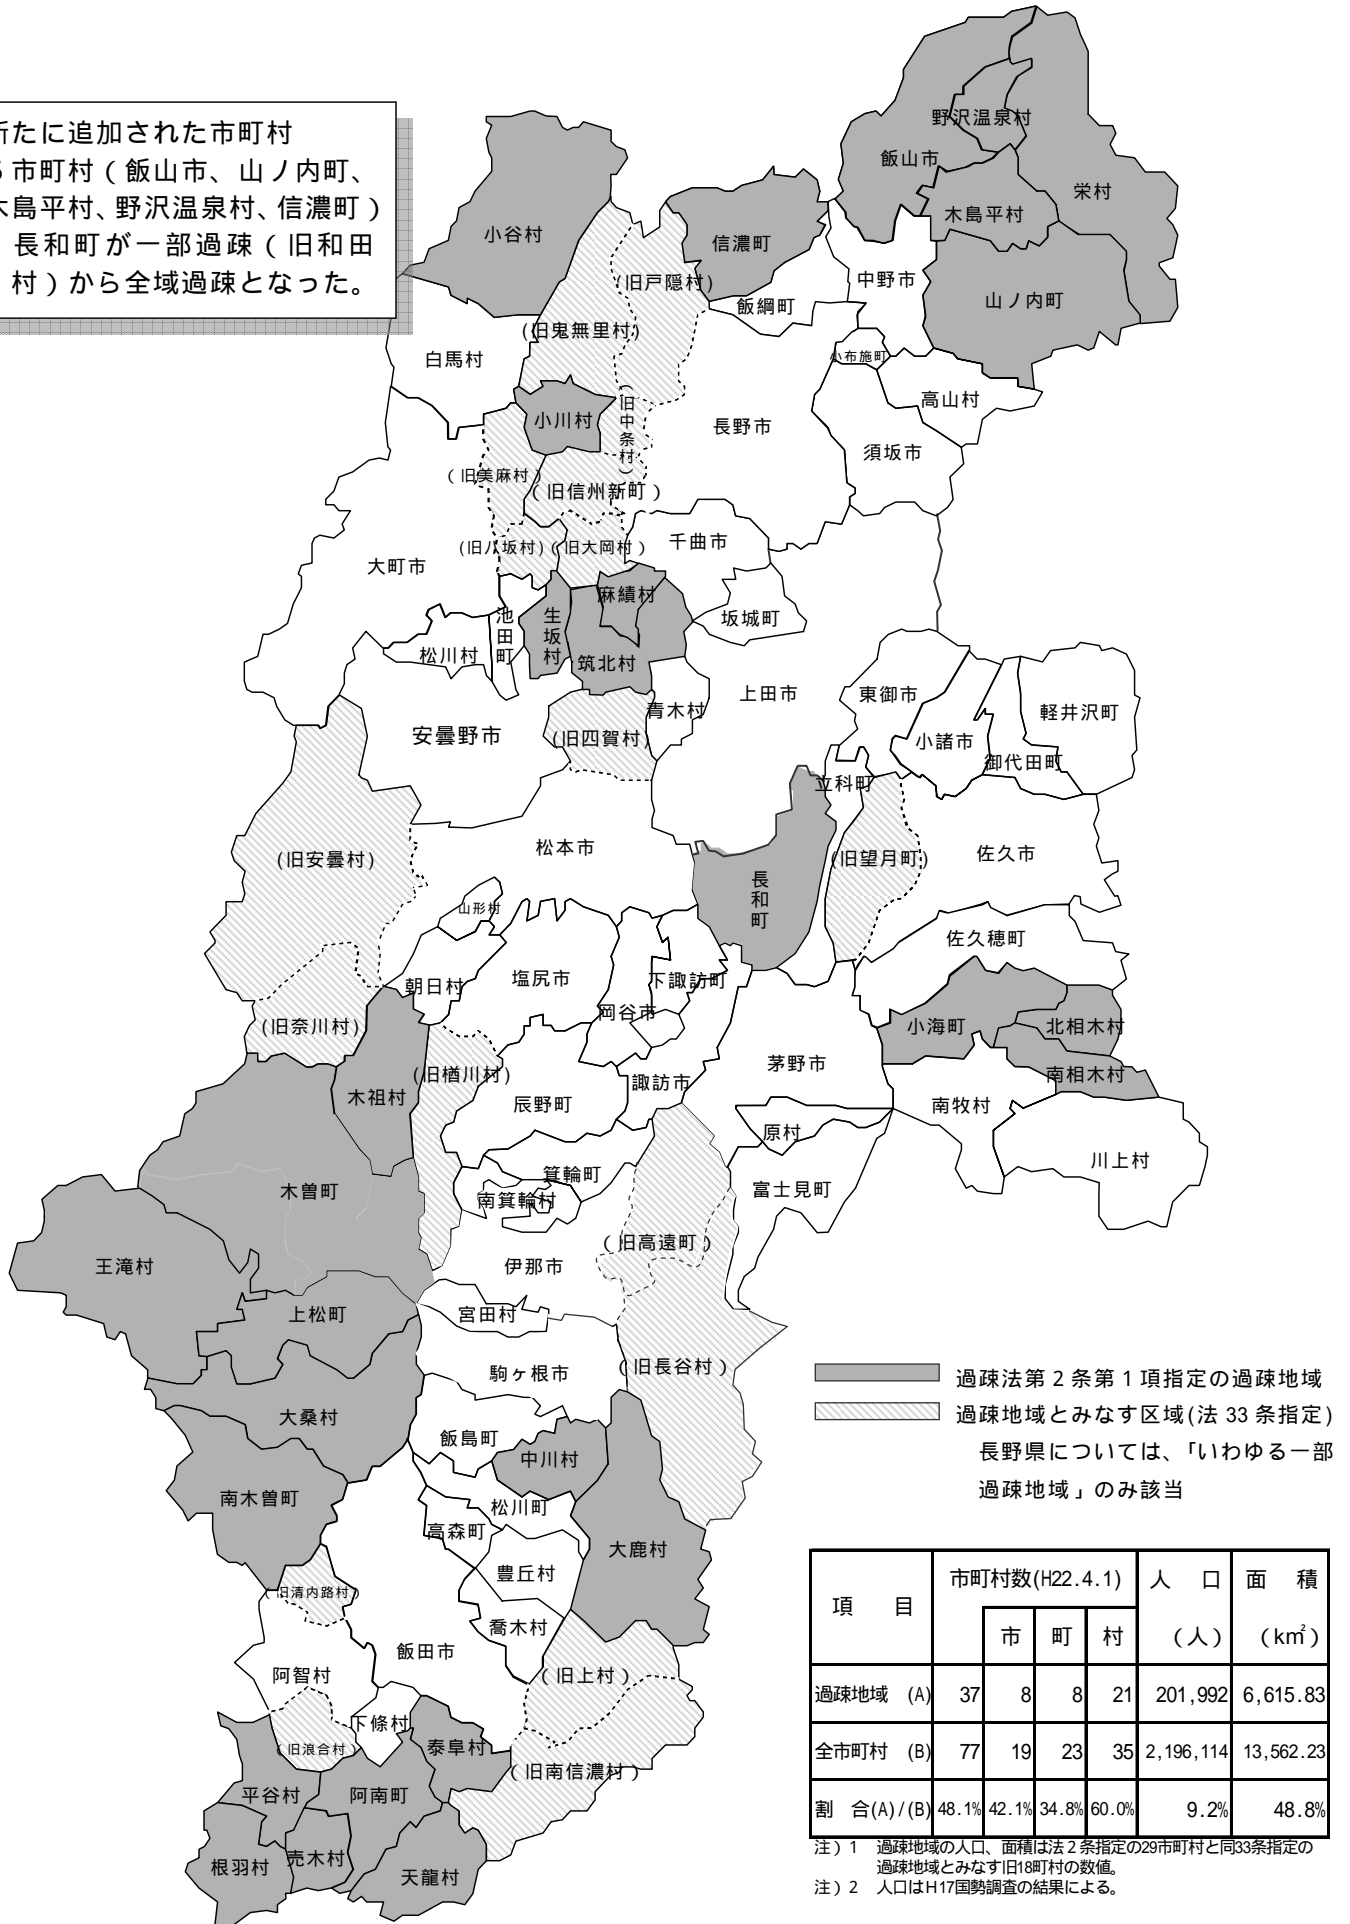 新たに追加された市町村
5市町村（飯山市、山ノ内町、
木島平村、野沢温泉村、信濃町）
長和町が一部過疎（旧和田
村）から全域過疎となった。
野沢温泉村
飯山市
栄村
木島平村
小谷村
信濃町
(旧戸隠村)
中野市
山ノ内町
飯綱町
(旧鬼無里村)
白馬村
小布施町
高山村
小川村
(旧中条村)
長野市
須坂市
(旧美麻村)
(旧信州新町)
千曲市
(旧八坂村)
(旧大岡村)
大町市
麻績村
坂城町
池田町
生坂村
松川村
筑北村
上田市
東御市
軽井沢町
青木村
安曇野市
(旧四賀村)
小諸市
御代田町
立科町
松本市
(旧安曇村)
(旧望月町)
佐久市
長和町
山形村
佐久穂町
塩尻市
下諏訪町
朝日村
岡谷市
(旧奈川村)
小海町
北相木村
茅野市
(旧楢川村)
諏訪市
南相木村
木祖村
辰野町
南牧村
原村
川上村
箕輪町
木曽町
南箕輪村
富士見町
(旧高遠町)
王滝村
伊那市
上松町
宮田村
(旧長谷村)
駒ヶ根市
過疎法第２条第１項指定の過疎地域
過疎地域とみなす区域(法33条指定)
長野県については、「いわゆる一部
過疎地域」のみ該当
大桑村
飯島町
中川村
南木曽町
松川町
高森町
大鹿村
豊丘村
(旧清内路村)
喬木村
飯田市
阿智村
(旧上村)
下條村
(旧浪合村)
泰阜村
(旧南信濃村)
平谷村
阿南町
売木村
根羽村
天龍村
項　目 市町村数(H22.4.1) 人　口 面　積
市 町 村 （人） （km²）
過疎地域 (A) 37 8 8 21 201,992 6,615.83
全市町村 (B) 77 19 23 35 2,196,114 13,562.23
割　合(A)/(B) 48.1% 42.1% 34.8% 60.0% 9.2% 48.8%
注）1 過疎地域の人口、面積は法２条指定の29市町村と同33条指定の
過疎地域とみなす旧18町村の数値。
注）2 人口はH17国勢調査の結果による。